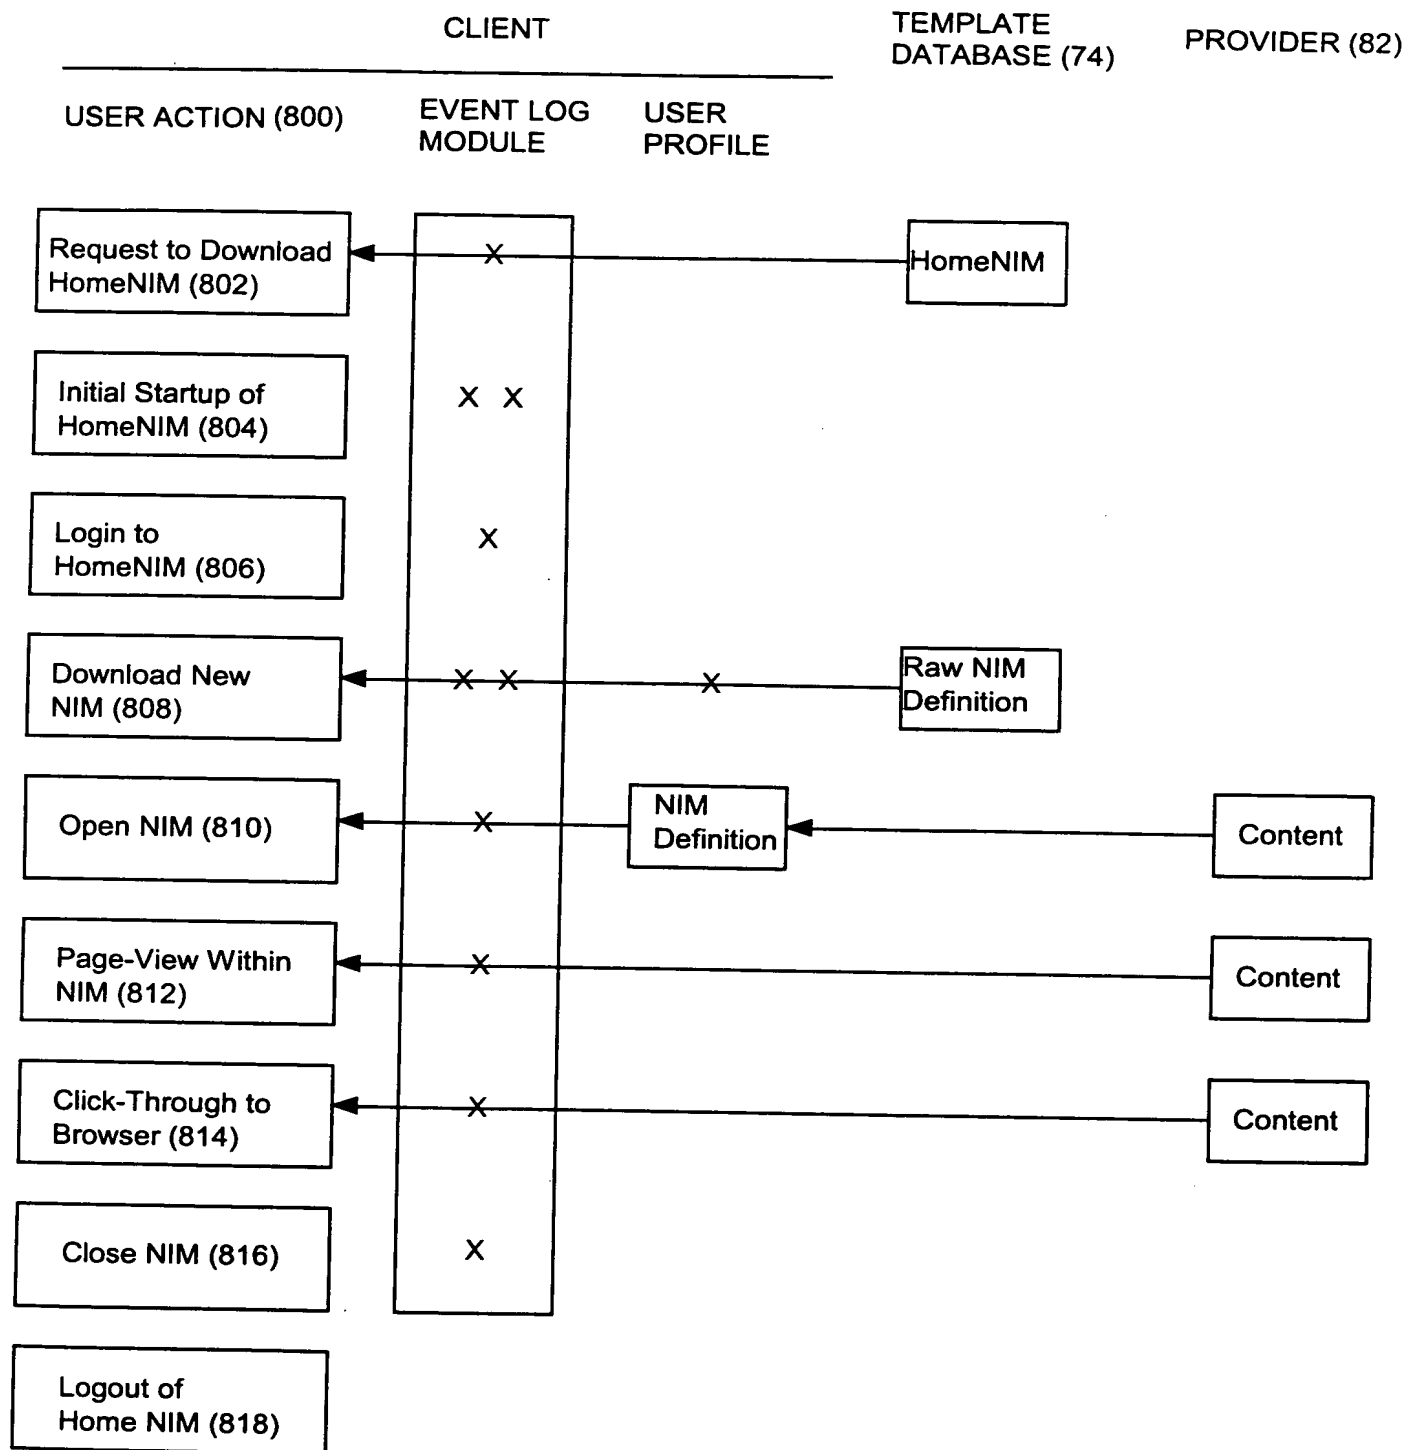 CLIENT
TEMPLATE
DATABASE (74)
PROVIDER (82)
USER ACTION (800)
EVENT LOG
MODULE
USER
PROFILE
Request to Download
HomeNIM (802)
X
HomeNIM
Initial Startup of
HomeNIM (804)
X X
Login to
HomeNIM (806)
X
Download New
NIM (808)
X X X
Raw NIM
Definition
Open NIM (810)
X
NIM
Definition
Content
Page-View Within
NIM (812)
X
Content
Click-Through to
Browser (814)
X
Content
Close NIM (816)
X
Logout of
Home NIM (818)